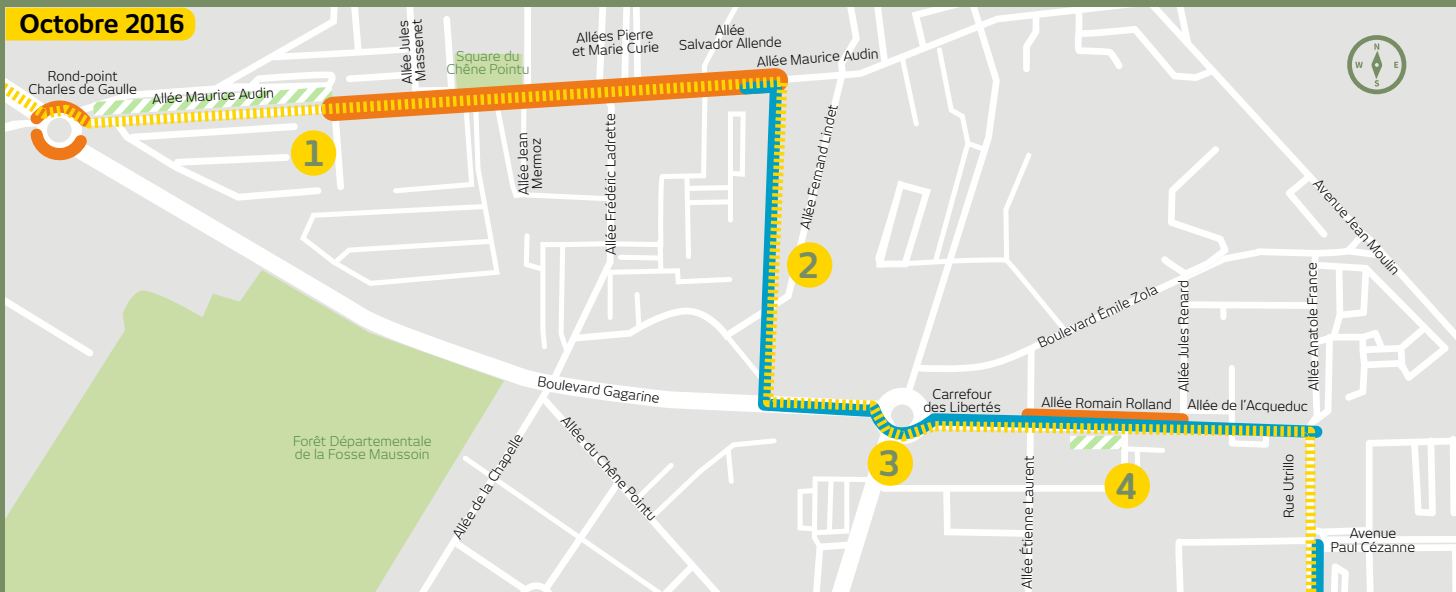 Octobre 2016
Rond-point
Charles de Gaulle
Allée Maurice Audin
Allée Jules
Massenet
Square du
Chêne Pointu
Allées Pierre
et Marie Curie
Allée
Salvador Allende
Allée Maurice Audin
N
W
E
S
1
Allée Jean
Mermoz
Allée Frédéric Ladrette
Allée Fernand Lindet
2
Avenue Jean Moulin
Boulevard Émile Zola
Allée Jules Renard
Allée Anatole France
Boulevard Gagarine
Carrefour
des Libertés
Allée Romain Rolland
Allée de l'Acqueduc
Forêt Départementale
de la Fosse Maussoin
Allée de la Chapelle
Allée du Chêne Pointu
3
4
Allée Étienne Laurent
Rue Utrillo
Avenue
Paul Cézanne